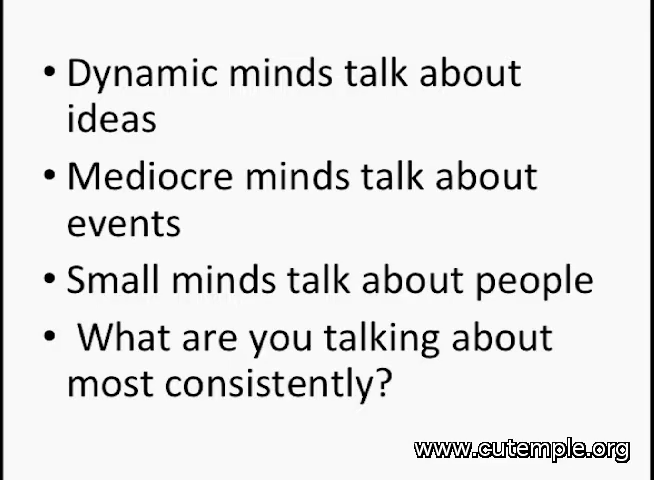 • Dynamic minds talk about
ideas
• Mediocre minds talk about
events
• Small minds talk about people
• What are you talking about
most consistently?
www.cutemple.org